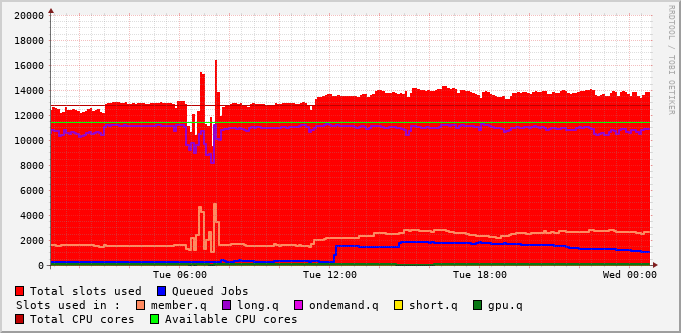 20000
18000
16000
14000
12000
10000
8000
6000
4000
2000
0
Tue 06:00 Tue 12:00 Tue 18:00 Wed 00:00
RRDTOOL / TOBI OETIKER
Total slots used Queued Jobs
Slots used in : member.q long.q ondemand.q short.q gpu.q
Total CPU cores Available CPU cores